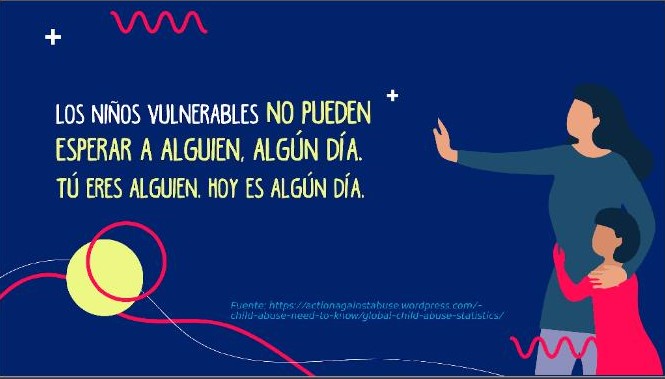 LOS NIÑOS VULNERABLES NO PUEDEN
ESPERAR A ALGUIEN, ALGÚN DÍA.
TÚ ERES ALGUIEN. HOY ES ALGÚN DÍA.
Fuente: https://actionagainstabuse.wordpress.com/-
child-abuse-need-to-know/global-child-abuse-statistics/